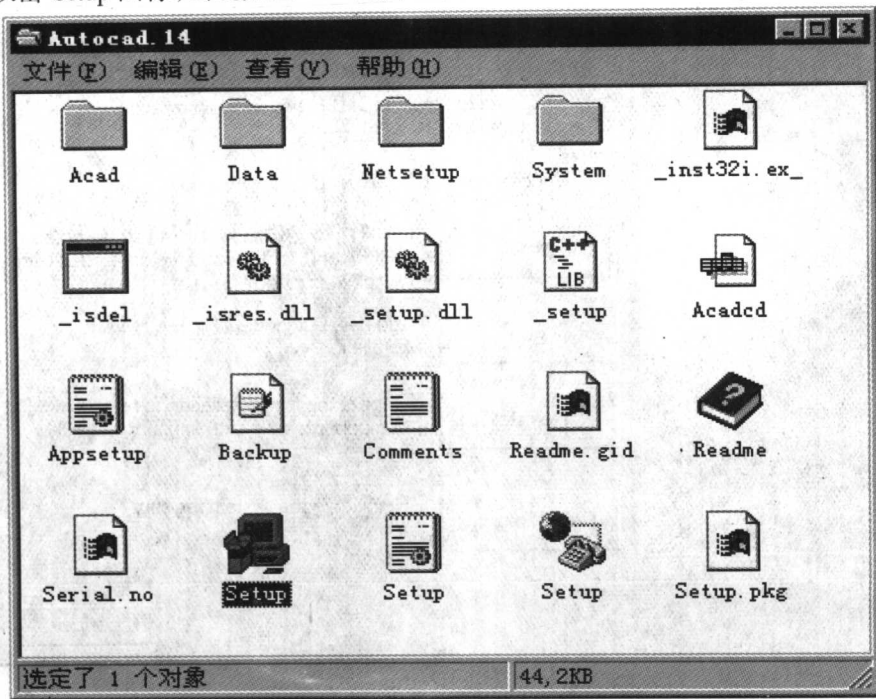 Setup
Autocad.14
文件(F) 编辑(E) 查看(V) 帮助(H)
Acad Data Netsetup System _inst32i.ex_
C++
LIB
_isdel _isres.dll _setup.dll _setup Acadcd
Appsetup Backup Comments Readme.gid Readme
Serial.no Setup Setup Setup Setup.pkg
选定了 1 个对象 44,2KB